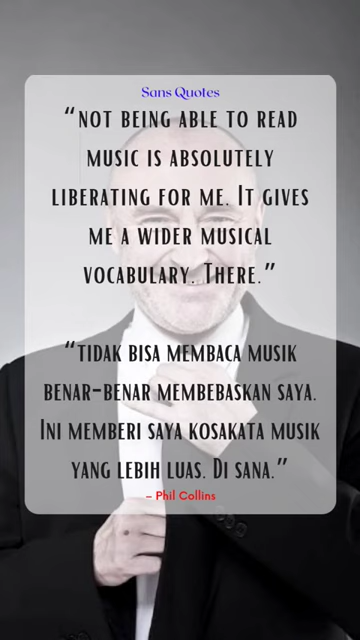 Sans Quotes
“NOT BEING ABLE TO READ
MUSIC IS ABSOLUTELY
LIBERATING FOR ME. IT GIVES
ME A WIDER MUSICAL
VOCABULARY. THERE.”
“TIDAK BISA MEMBACA MUSIK
BENAR-BENAR MEMBEBASKAN SAYA.
INI MEMBERI SAYA KOSAKATA MUSIK
YANG LEBIH LUAS. DI SANA.”
– Phil Collins